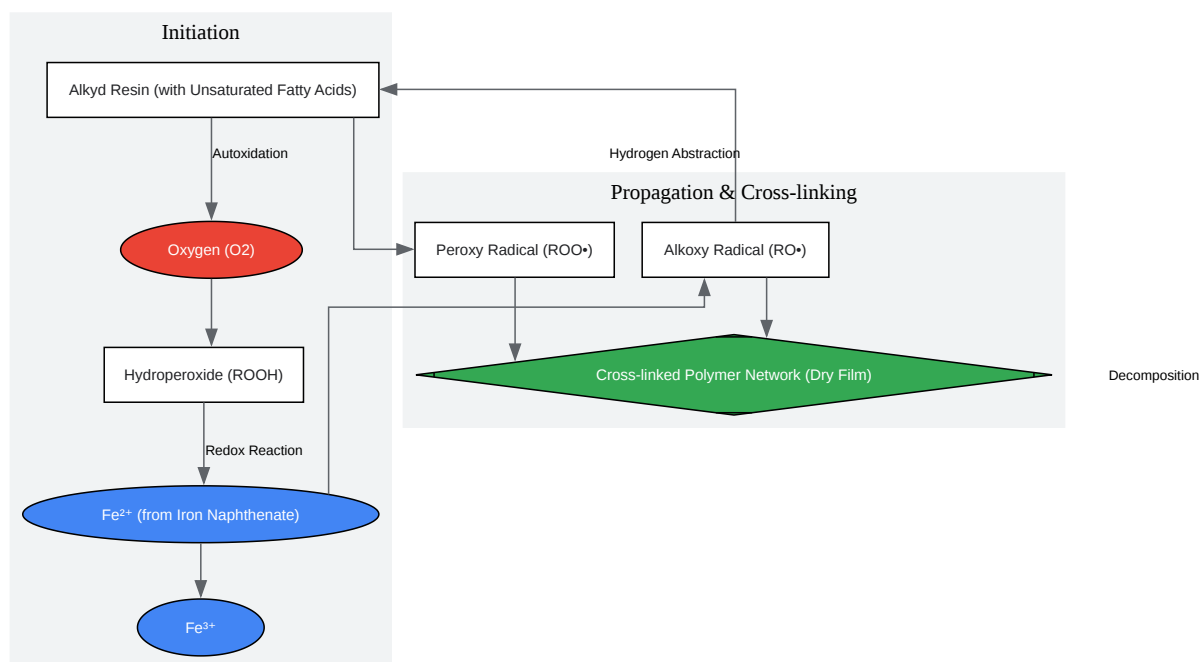 Initiation
Alkyd Resin (with Unsaturated Fatty Acids)
Autoxidation
Hydrogen Abstraction
Propagation & Cross-linking
Oxygen (O2)
Peroxy Radical (ROO•)
Alkoxy Radical (RO•)
Hydroperoxide (ROOH)
Cross-linked Polymer Network (Dry Film)
Decomposition
Redox Reaction
Fe²⁺ (from Iron Naphthenate)
Fe³⁺